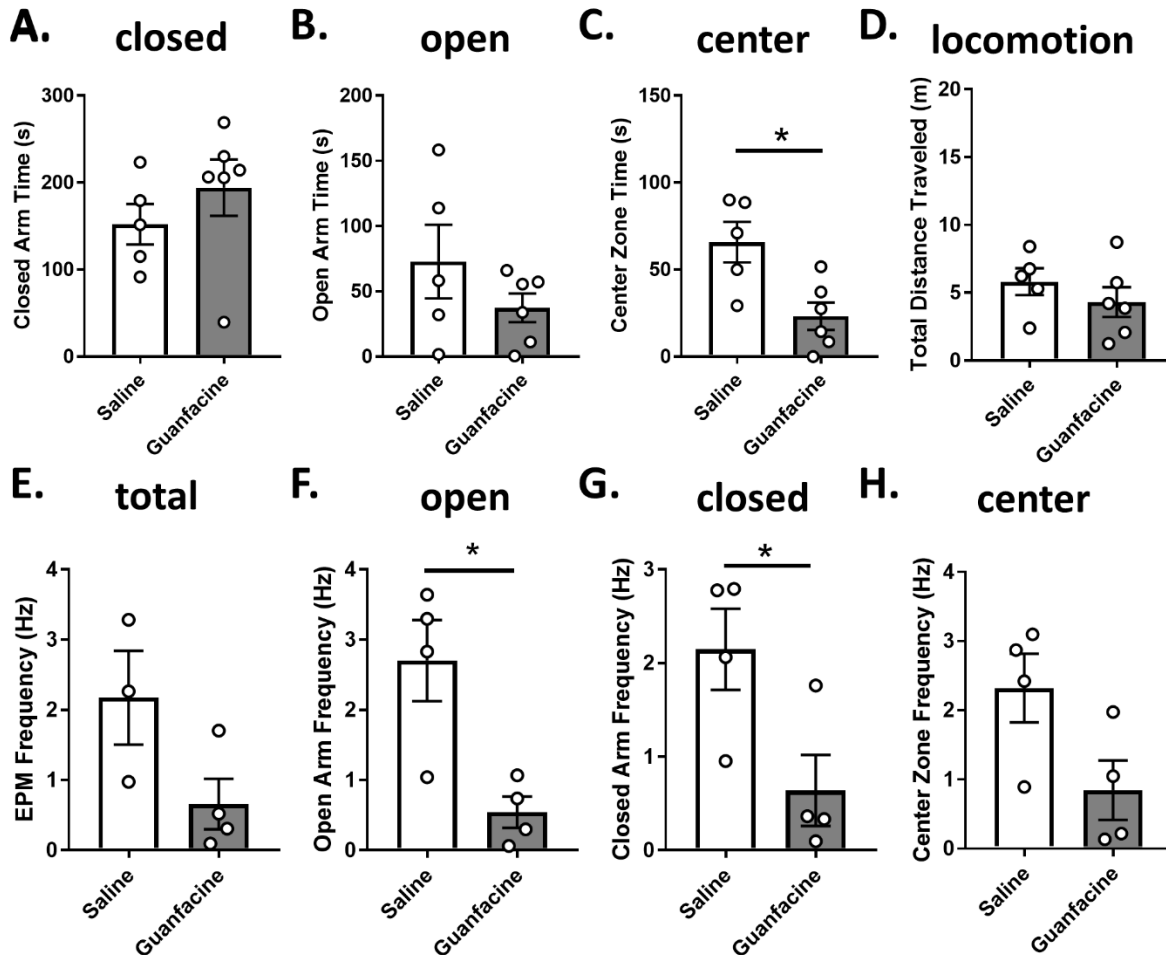 A. closed
300
200
100
0
Closed Arm Time (s)
Saline
Guanfacine
B. open
200
150
100
50
0
Open Arm Time (s)
Saline
Guanfacine
C. center
150
100
50
0
Center Zone Time (s)
*
Saline
Guanfacine
D. locomotion
20
15
10
5
0
Total Distance Traveled (m)
Saline
Guanfacine
E. total
4
3
2
1
0
EPM Frequency (Hz)
Saline
Guanfacine
F. open
4
3
2
1
0
Open Arm Frequency (Hz)
*
Saline
Guanfacine
G. closed
3
2
1
0
Closed Arm Frequency (Hz)
*
Saline
Guanfacine
H. center
4
3
2
1
0
Center Zone Frequency (Hz)
Saline
Guanfacine